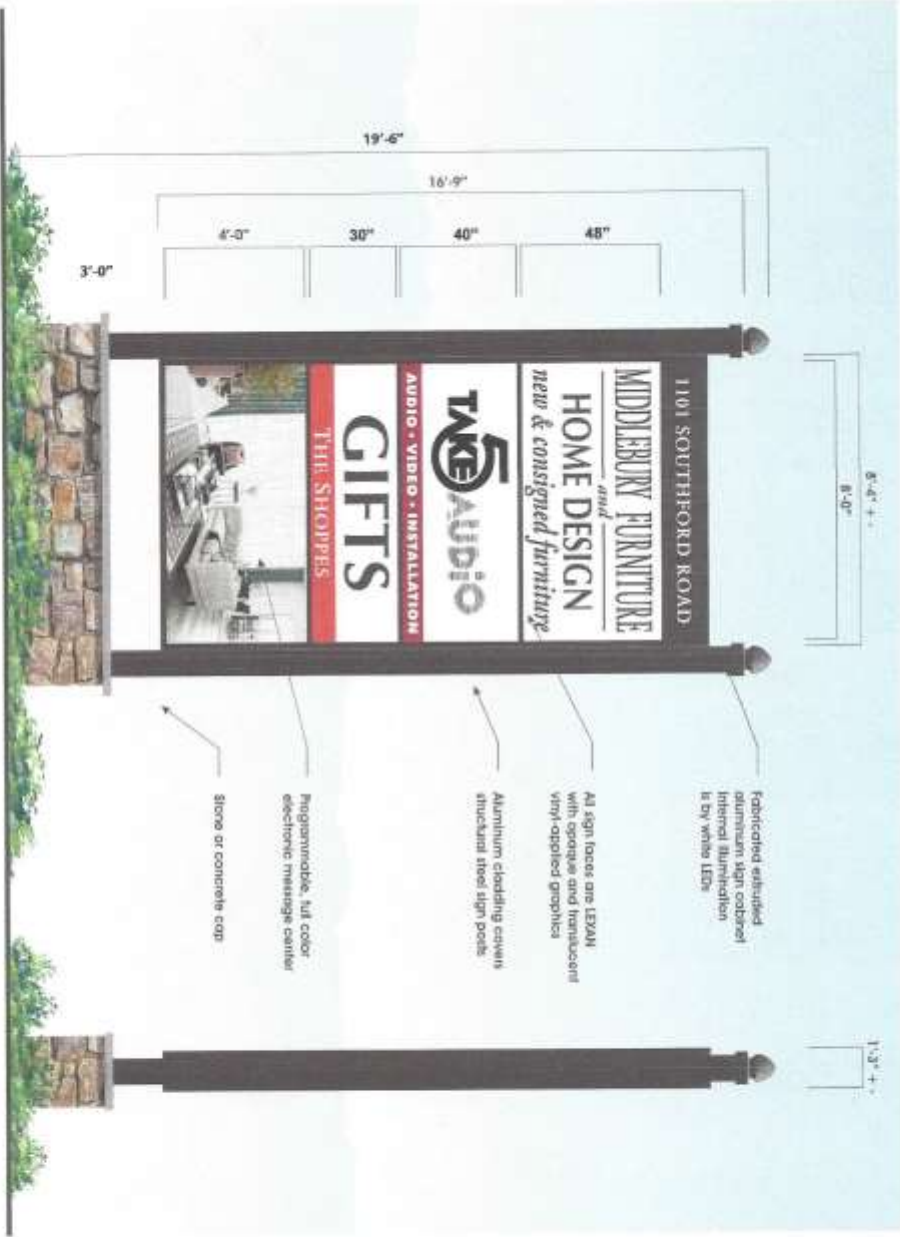 19'-6"
16'-9"
4'-0"
30"
40"
48"
3'-0"
8'-0"
1'-3" + -
1101 SOUTHFORD ROAD
MIDDLEBURY FURNITURE
and
HOME DESIGN
new & consigned furniture
TAKE 5 AUDIO
AUDIO • VIDEO • INSTALLATION
GIFTS
THE SHOPPES
Fabricated extruded
aluminum sign cabinet
Internal illumination
is by white LEDs
All sign faces are LEXAN
with opaque and translucent
vinyl-applied graphics
Aluminum cladding covers
structural steel sign posts
Programmable, full color
electronic message center
Stone or concrete cap